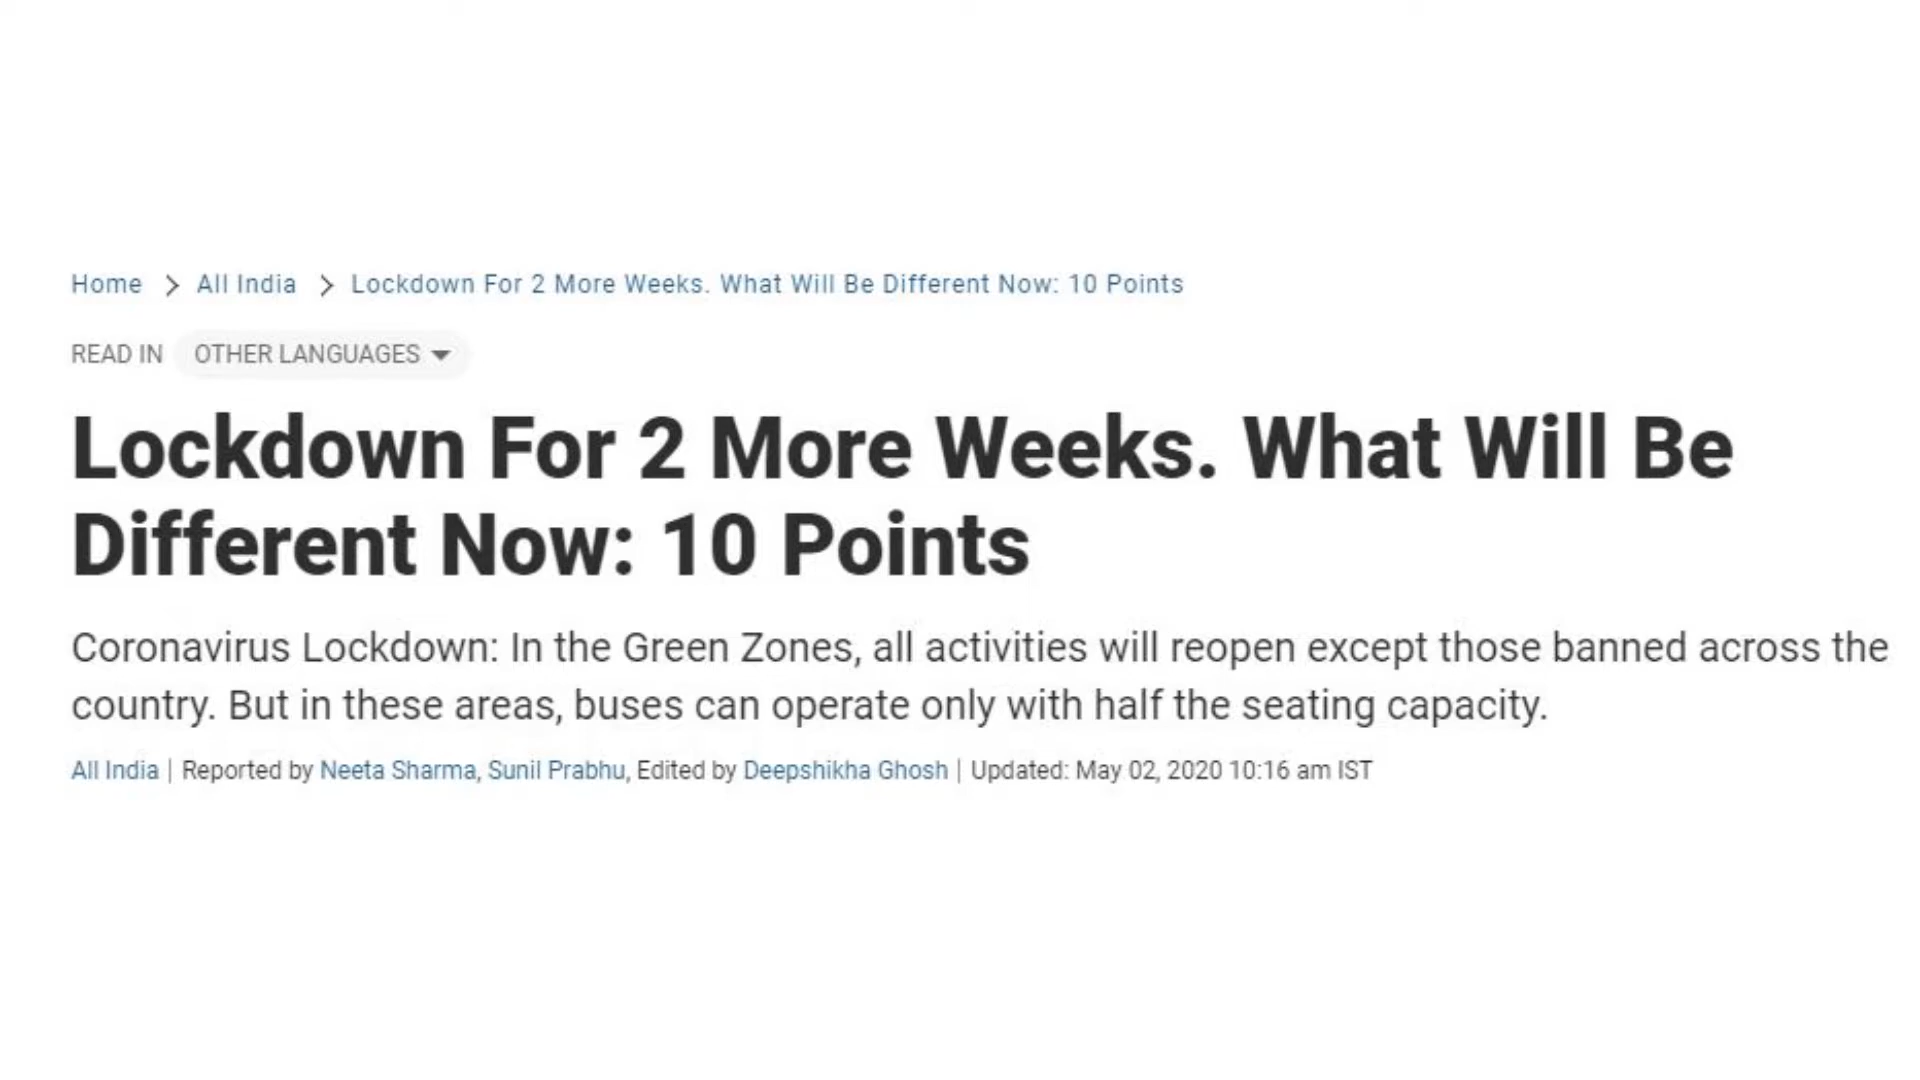 Home > All India > Lockdown For 2 More Weeks. What Will Be Different Now: 10 Points
READ IN OTHER LANGUAGES
Lockdown For 2 More Weeks. What Will Be
Different Now: 10 Points
Coronavirus Lockdown: In the Green Zones, all activities will reopen except those banned across the
country. But in these areas, buses can operate only with half the seating capacity.
All India | Reported by Neeta Sharma, Sunil Prabhu, Edited by Deepshikha Ghosh | Updated: May 02, 2020 10:16 am IST